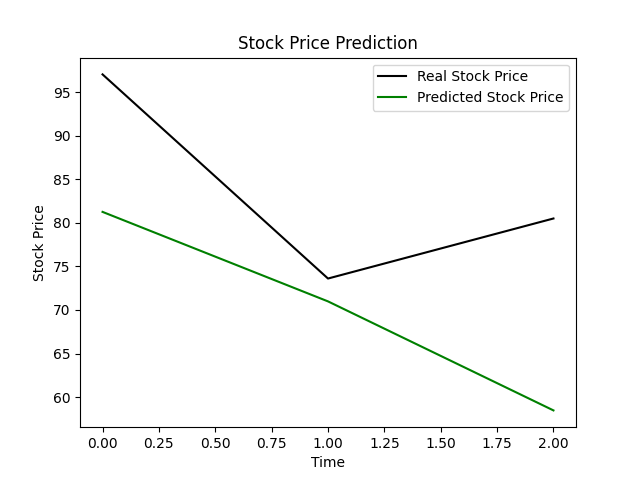 Stock Price Prediction
Real Stock Price
Predicted Stock Price
Stock Price
95
90
85
80
75
70
65
60
0.00 0.25 0.50 0.75 1.00 1.25 1.50 1.75 2.00
Time